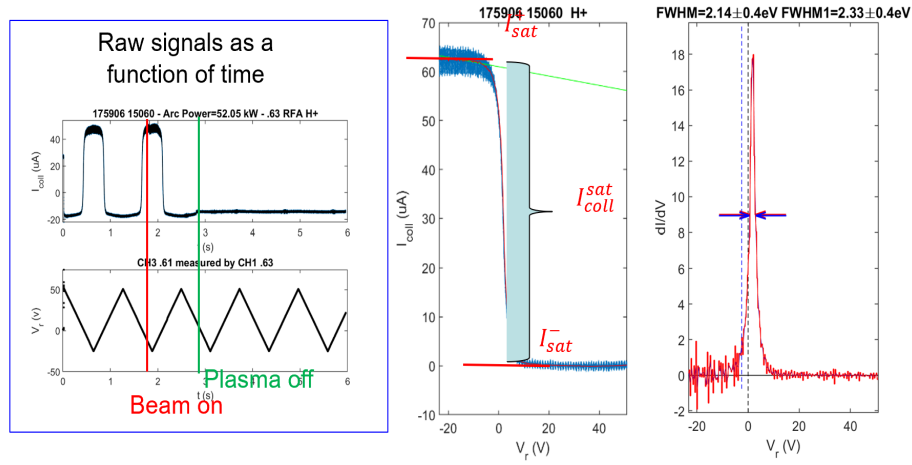 Raw signals as a
function of time
175906 15060 - Arc Power=52.05 kW - .63 RFA H+
I_coll (uA)
40
20
0
-20
0 1 2 3 4 5 6
t (s)
CH3 .61 measured by CH1 .63
V_r (v)
50
0
-50
0 1 2 3 4 5 6
t (s)
Plasma off
Beam on
175906 15060 H+
I_sat^+
I_coll (uA)
70
60
50
40
30
20
10
0
-10
I_coll^sat
I_sat^-
-20 0 20 40
V_r (V)
FWHM=2.14±0.4eV FWHM1=2.33±0.4eV
dI/dV
18
16
14
12
10
8
6
4
2
0
-2
-20 0 20 40
V_r (V)